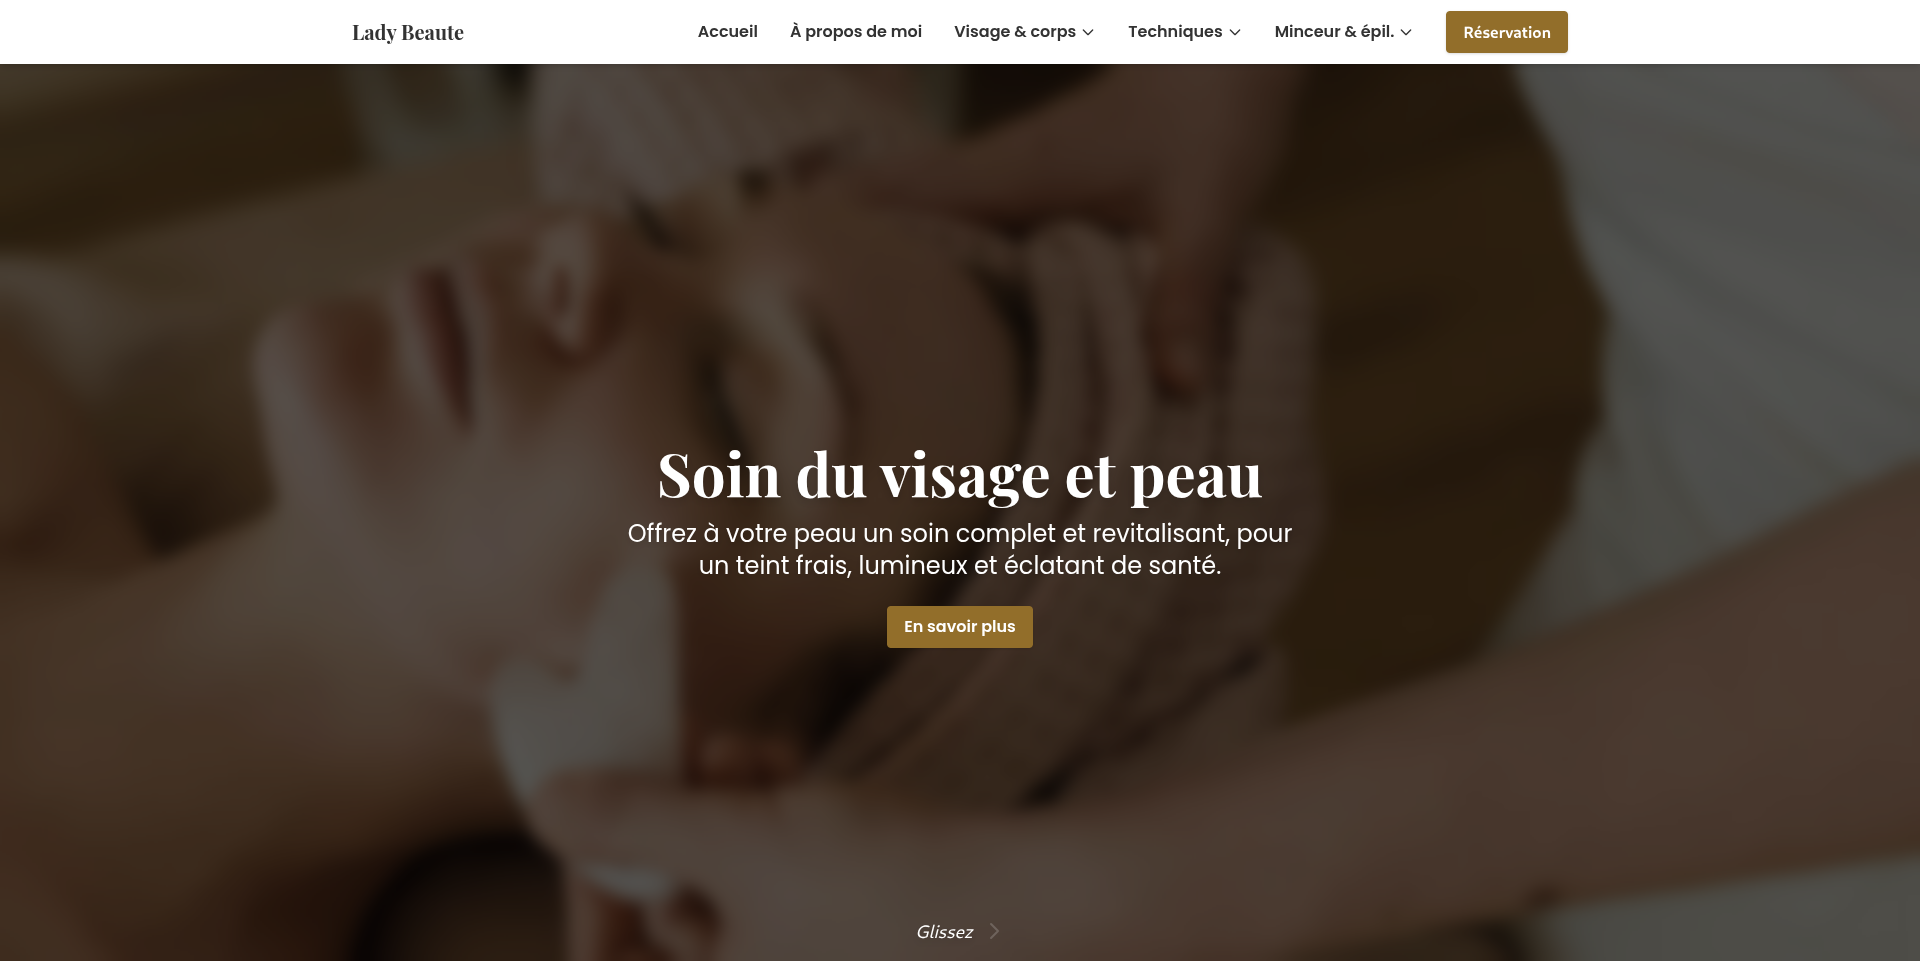 Lady Beaute
Accueil
À propos de moi
Visage & corps
Techniques
Minceur & épil.
Réservation
Soin du visage et peau
Offrez à votre peau un soin complet et revitalisant, pour
un teint frais, lumineux et éclatant de santé.
En savoir plus
Glissez